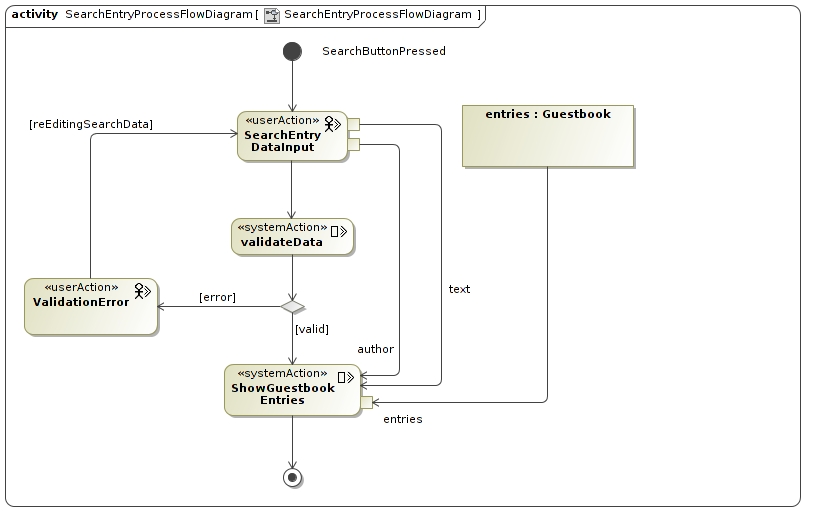 activity SearchEntryProcessFlowDiagram[ SearchEntryProcessFlowDiagram ]
SearchButtonPressed
«userAction»
SearchEntry
DataInput
entries : Guestbook
[reEditingSearchData]
«systemAction»
validateData
«userAction»
ValidationError
[error]
text
[valid]
author
«systemAction»
ShowGuestbook
Entries
entries